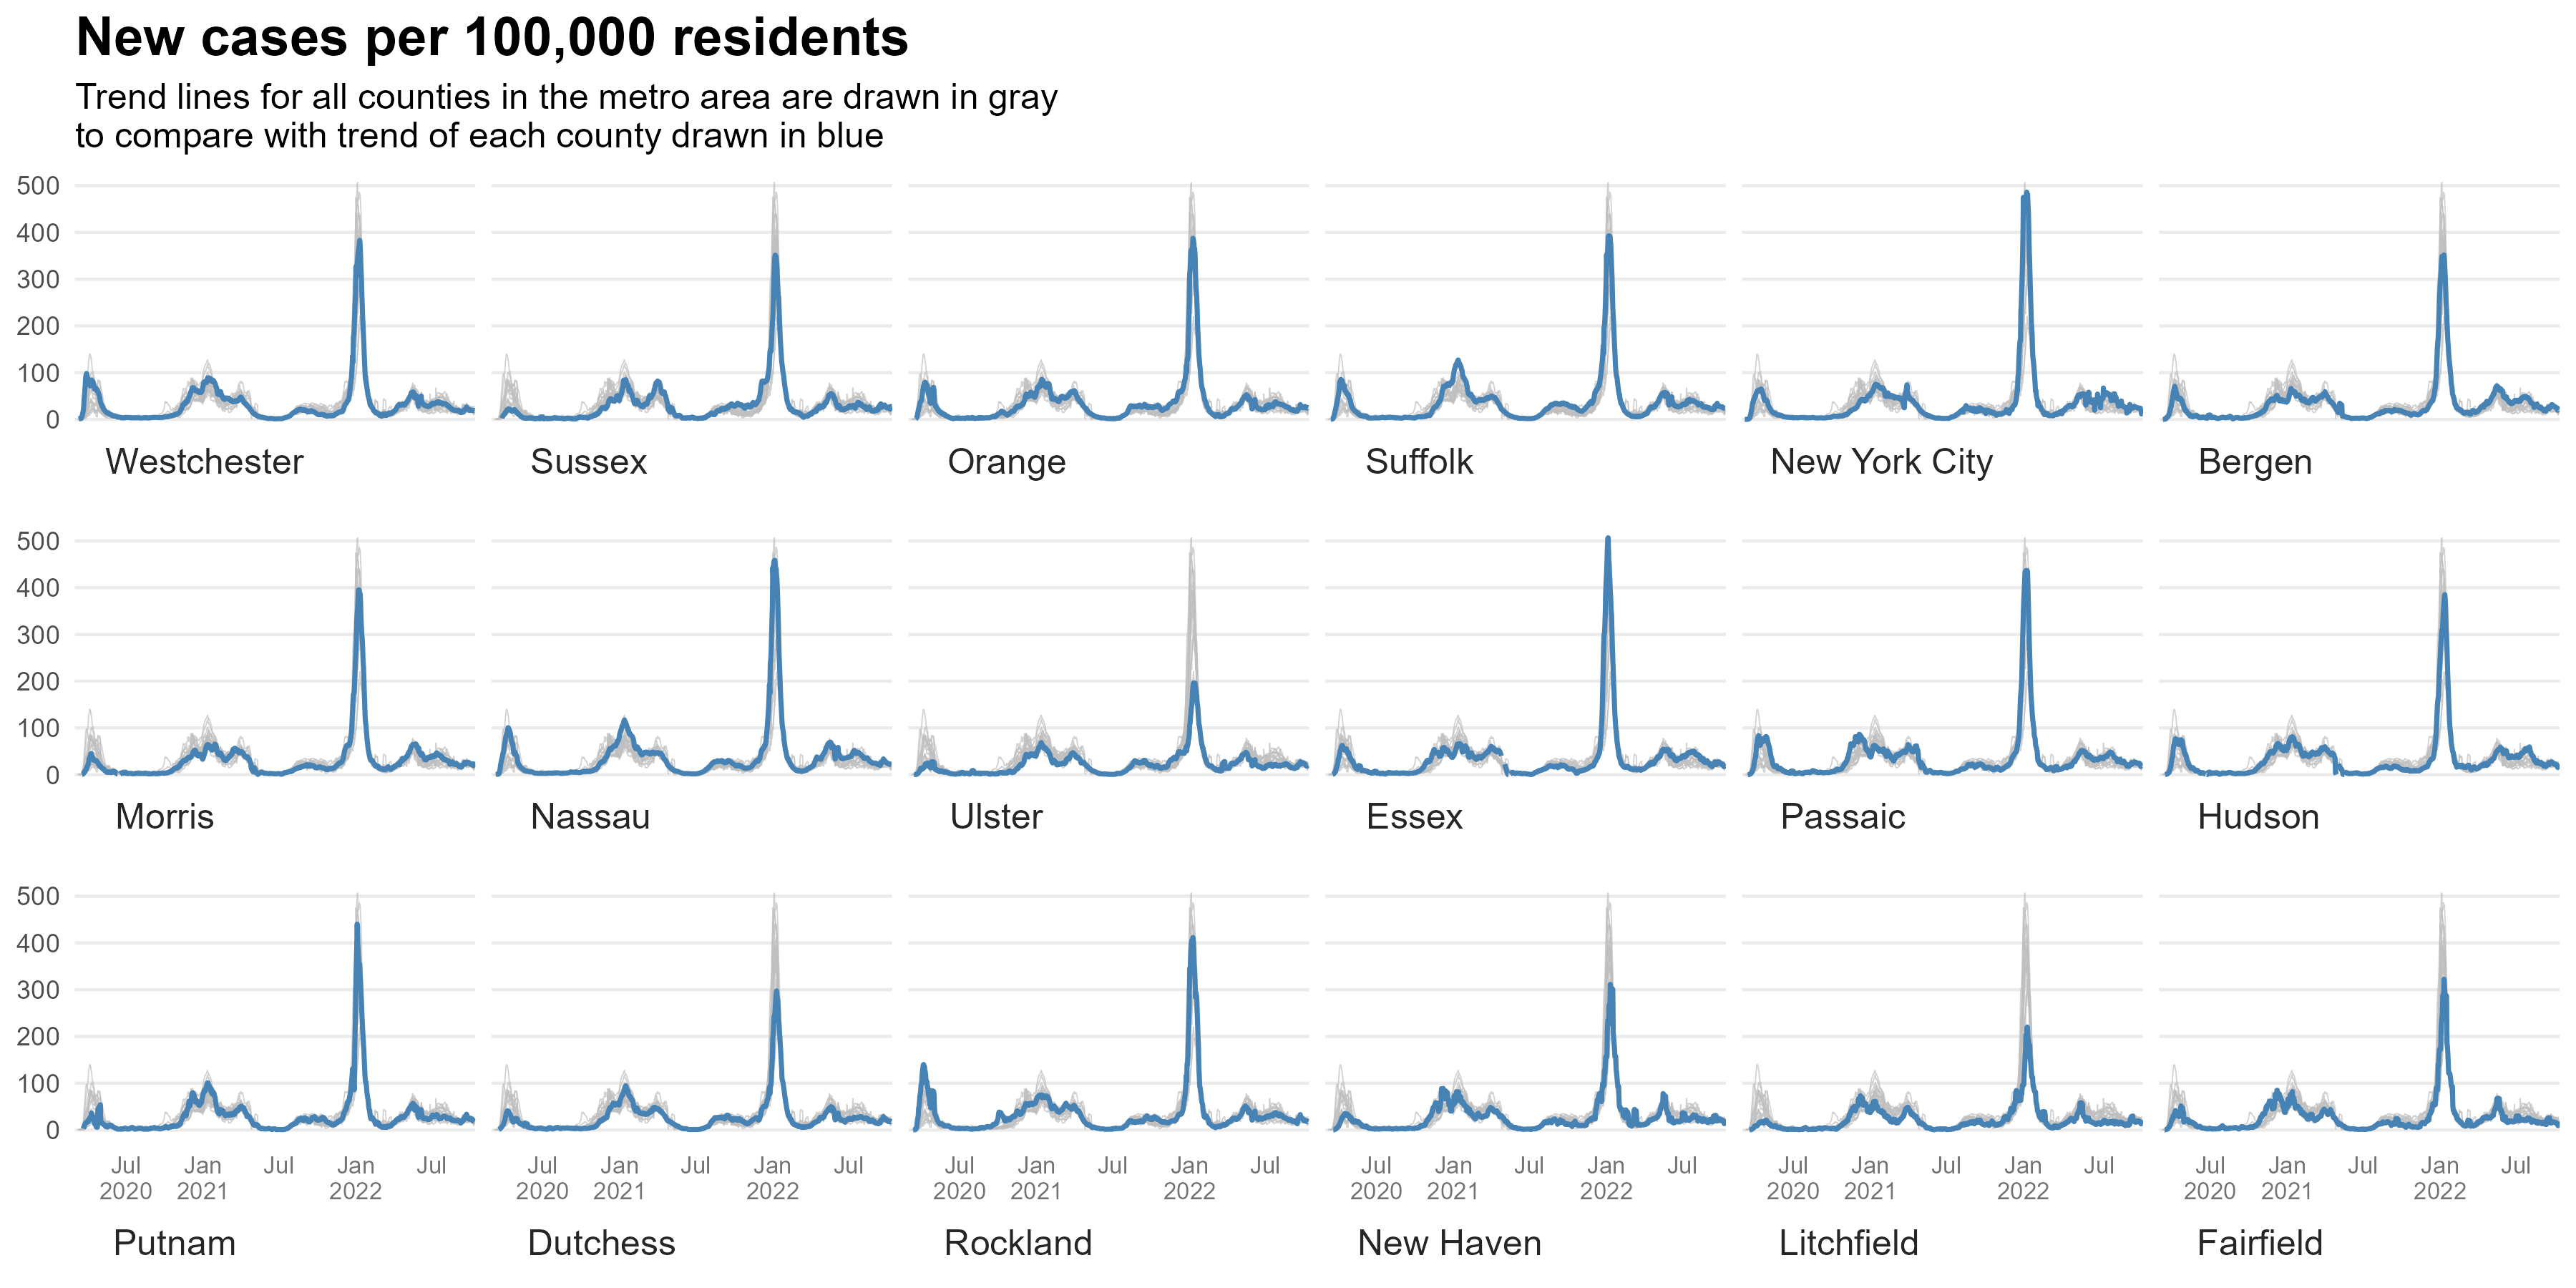 New cases per 100,000 residents
Trend lines for all counties in the metro area are drawn in gray
to compare with trend of each county drawn in blue
500
400
300
200
100
0
Westchester Sussex Orange Suffolk New York City Bergen
500
400
300
200
100
0
Morris Nassau Ulster Essex Passaic Hudson
500
400
300
200
100
0
Jul Jan Jul Jan Jul Jul Jan Jul Jan Jul Jul Jan Jul Jan Jul Jul Jan Jul Jan Jul Jul Jan Jul Jan Jul Jul Jan Jul Jan Jul
2020 2021 2022 2020 2021 2022 2020 2021 2022 2020 2021 2022 2020 2021 2022 2020 2021 2022
Putnam Dutchess Rockland New Haven Litchfield Fairfield